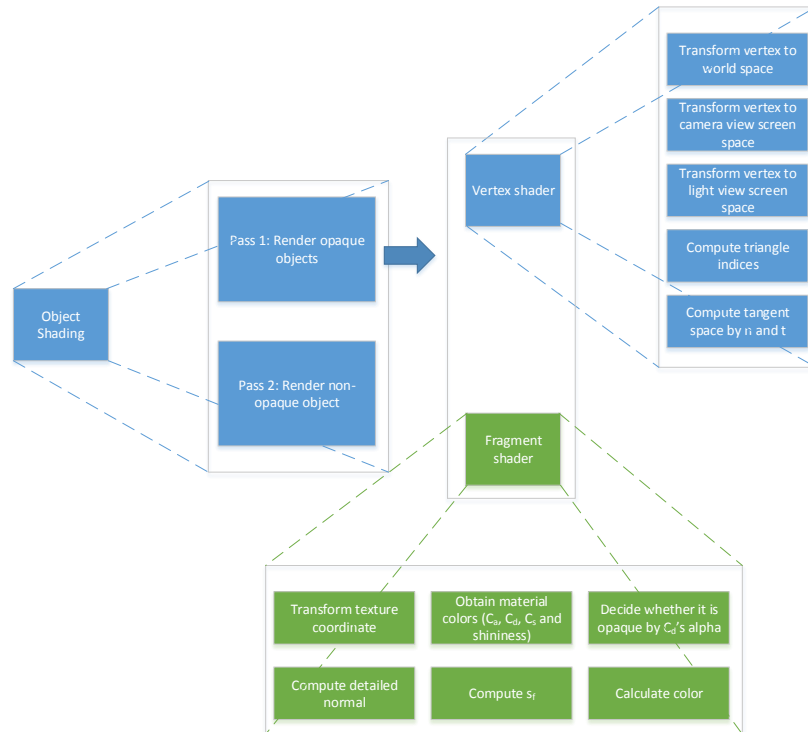 Object
Shading
Pass 1: Render opaque
objects
Pass 2: Render non-
opaque object
Vertex shader
Transform vertex to
world space
Transform vertex to
camera view screen
space
Transform vertex to
light view screen
space
Compute triangle
indices
Compute tangent
space by n and t
Fragment
shader
Transform texture
coordinate
Obtain material
colors (Cₐ, C_d, Cₛ and
shininess)
Decide whether it is
opaque by C_d's alpha
Compute detailed
normal
Compute s_f
Calculate color